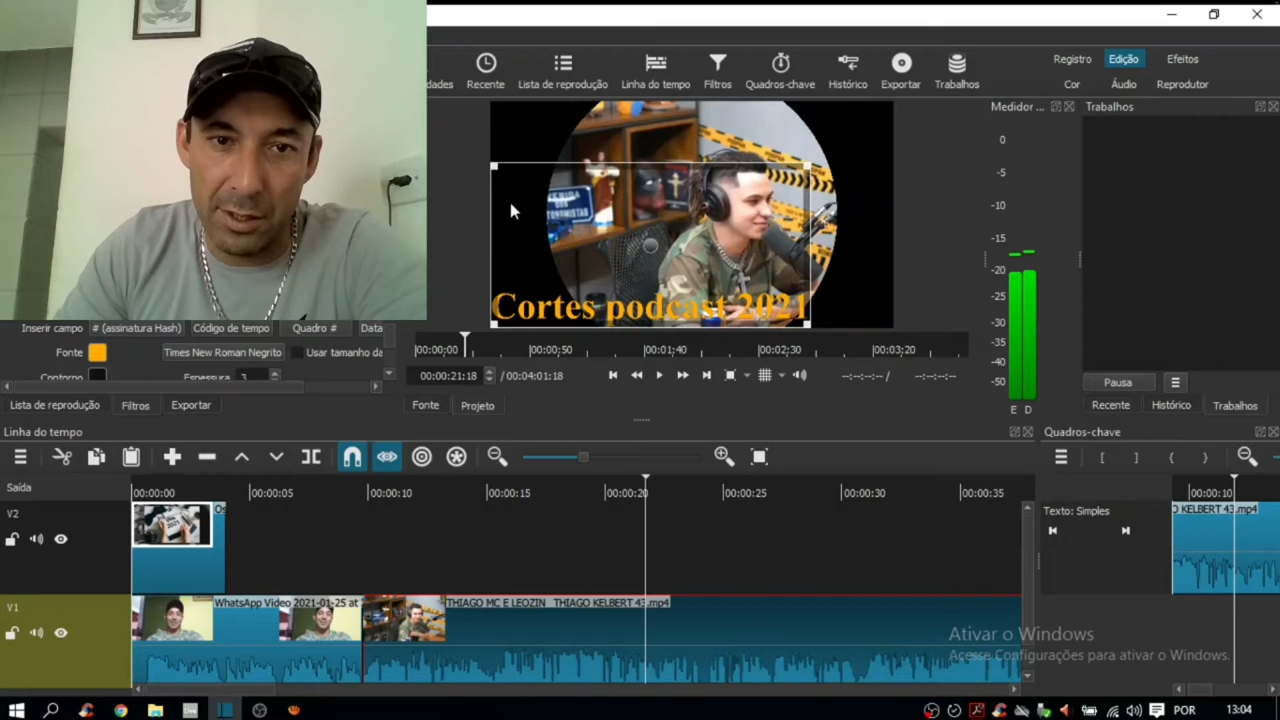 dades
Recente
Lista de reprodução
Linha do tempo
Filtros
Quadros-chave
Histórico
Exportar
Trabalhos
Registro
Edição
Efeitos
Cor
Áudio
Reprodutor
Medidor ...
Trabalhos
0
-5
-10
-15
-20
-25
-30
-35
-40
-50
E D
Cortes podcast 2021
Inserir campo
# (assinatura Hash)
Código de tempo
Quadro #
Data
Fonte
Times New Roman Negrito
Usar tamanho da
Contorno
Espessura
3
00:00;00
00:00;50
00:01;40
00:02;30
00:03;20
00:00:21:18
/ 00:04:01:18
--:--:--:-- /
--:--:--:--
Pausa
Lista de reprodução
Filtros
Exportar
Fonte
Projeto
Recente
Histórico
Trabalhos
Linha do tempo
Quadros-chave
Saída
00:00:00
00:00:05
00:00:10
00:00:15
00:00:20
00:00:25
00:00:30
00:00:35
00:00:10
V2
Os
Texto: Simples
O KELBERT 43.mp4
V1
WhatsApp Video 2021-01-25 at
THIAGO MC E LEOZIN THIAGO KELBERT 43.mp4
Ativar o Windows
Acesse Configurações para ativar o Windows.
POR
13:04